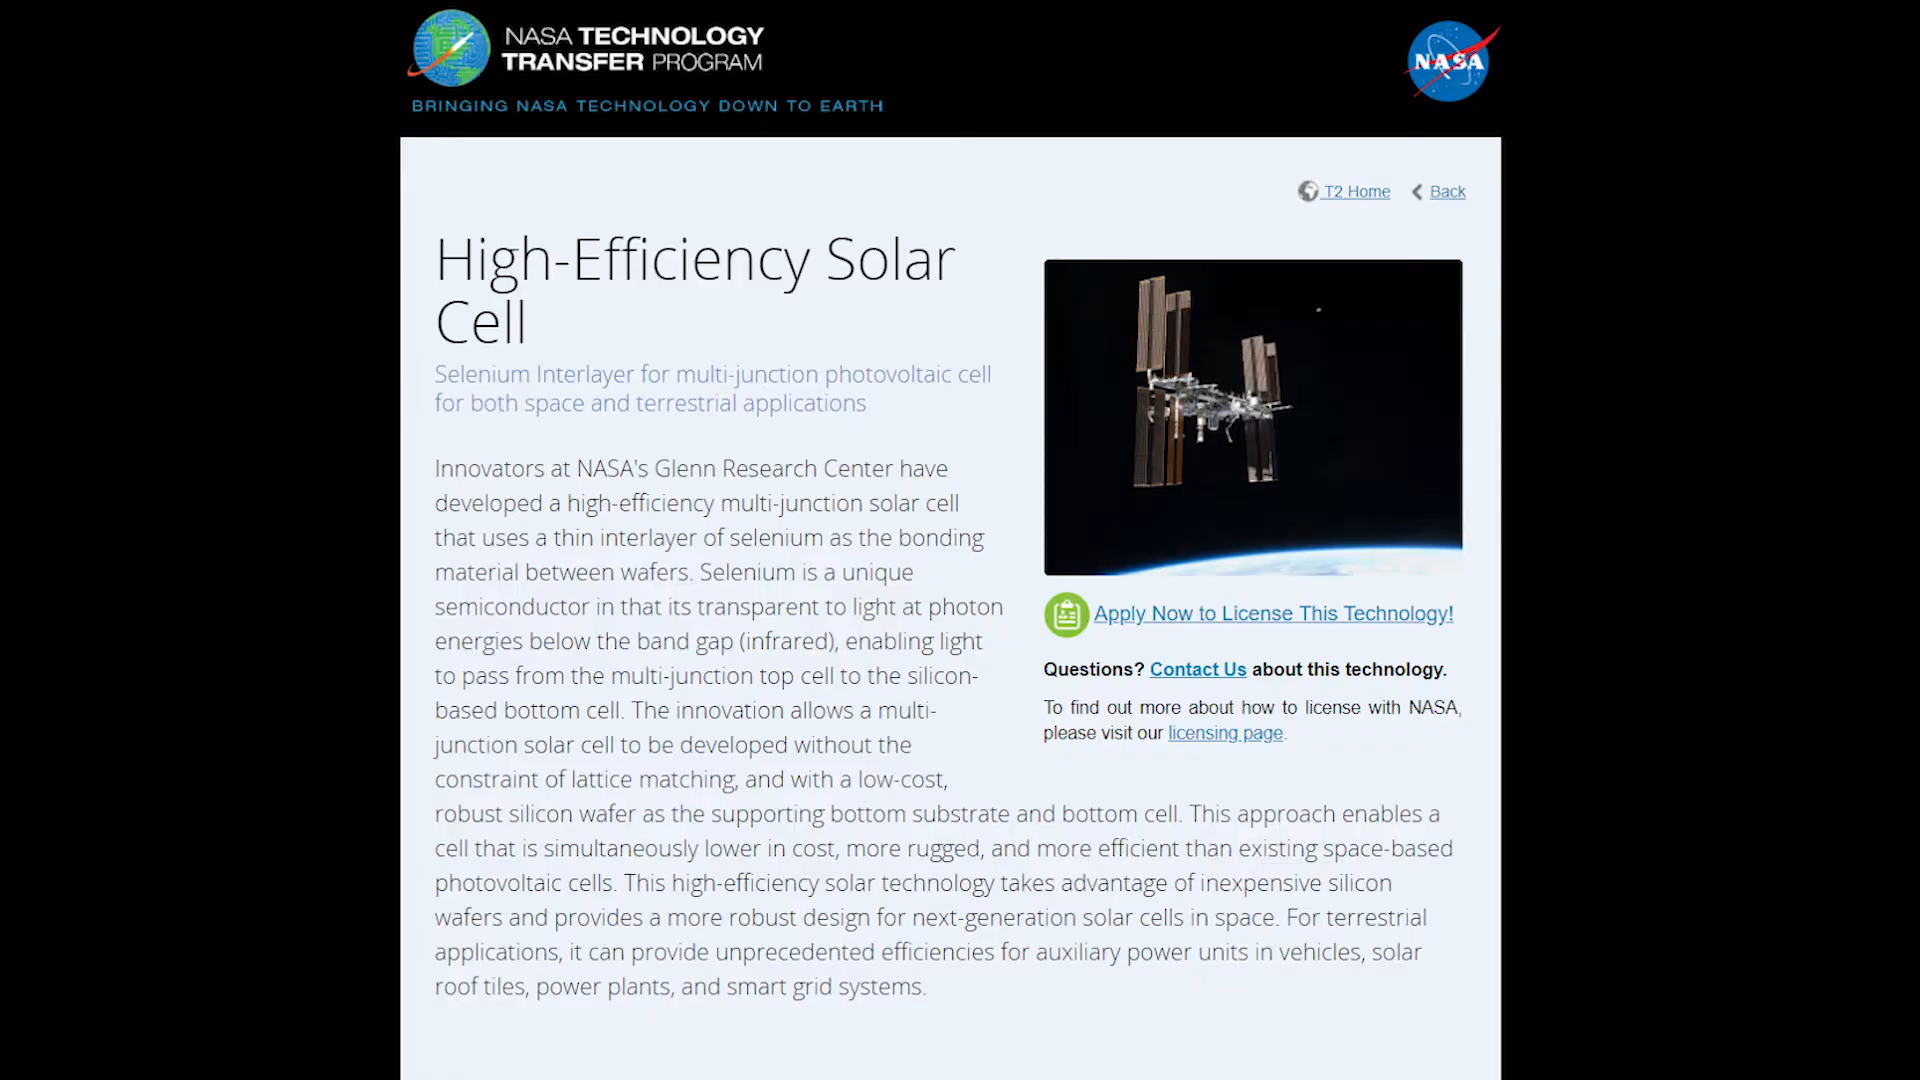 NASA TECHNOLOGY
TRANSFER PROGRAM
BRINGING NASA TECHNOLOGY DOWN TO EARTH
NASA
T2 Home
Back
High-Efficiency Solar
Cell
Selenium Interlayer for multi-junction photovoltaic cell
for both space and terrestrial applications
Innovators at NASA's Glenn Research Center have
developed a high-efficiency multi-junction solar cell
that uses a thin interlayer of selenium as the bonding
material between wafers. Selenium is a unique
semiconductor in that its transparent to light at photon
energies below the band gap (infrared), enabling light
to pass from the multi-junction top cell to the silicon-
based bottom cell. The innovation allows a multi-
junction solar cell to be developed without the
constraint of lattice matching, and with a low-cost,
robust silicon wafer as the supporting bottom substrate and bottom cell. This approach enables a
cell that is simultaneously lower in cost, more rugged, and more efficient than existing space-based
photovoltaic cells. This high-efficiency solar technology takes advantage of inexpensive silicon
wafers and provides a more robust design for next-generation solar cells in space. For terrestrial
applications, it can provide unprecedented efficiencies for auxiliary power units in vehicles, solar
roof tiles, power plants, and smart grid systems.
Apply Now to License This Technology!
Questions? Contact Us about this technology.
To find out more about how to license with NASA,
please visit our licensing page.